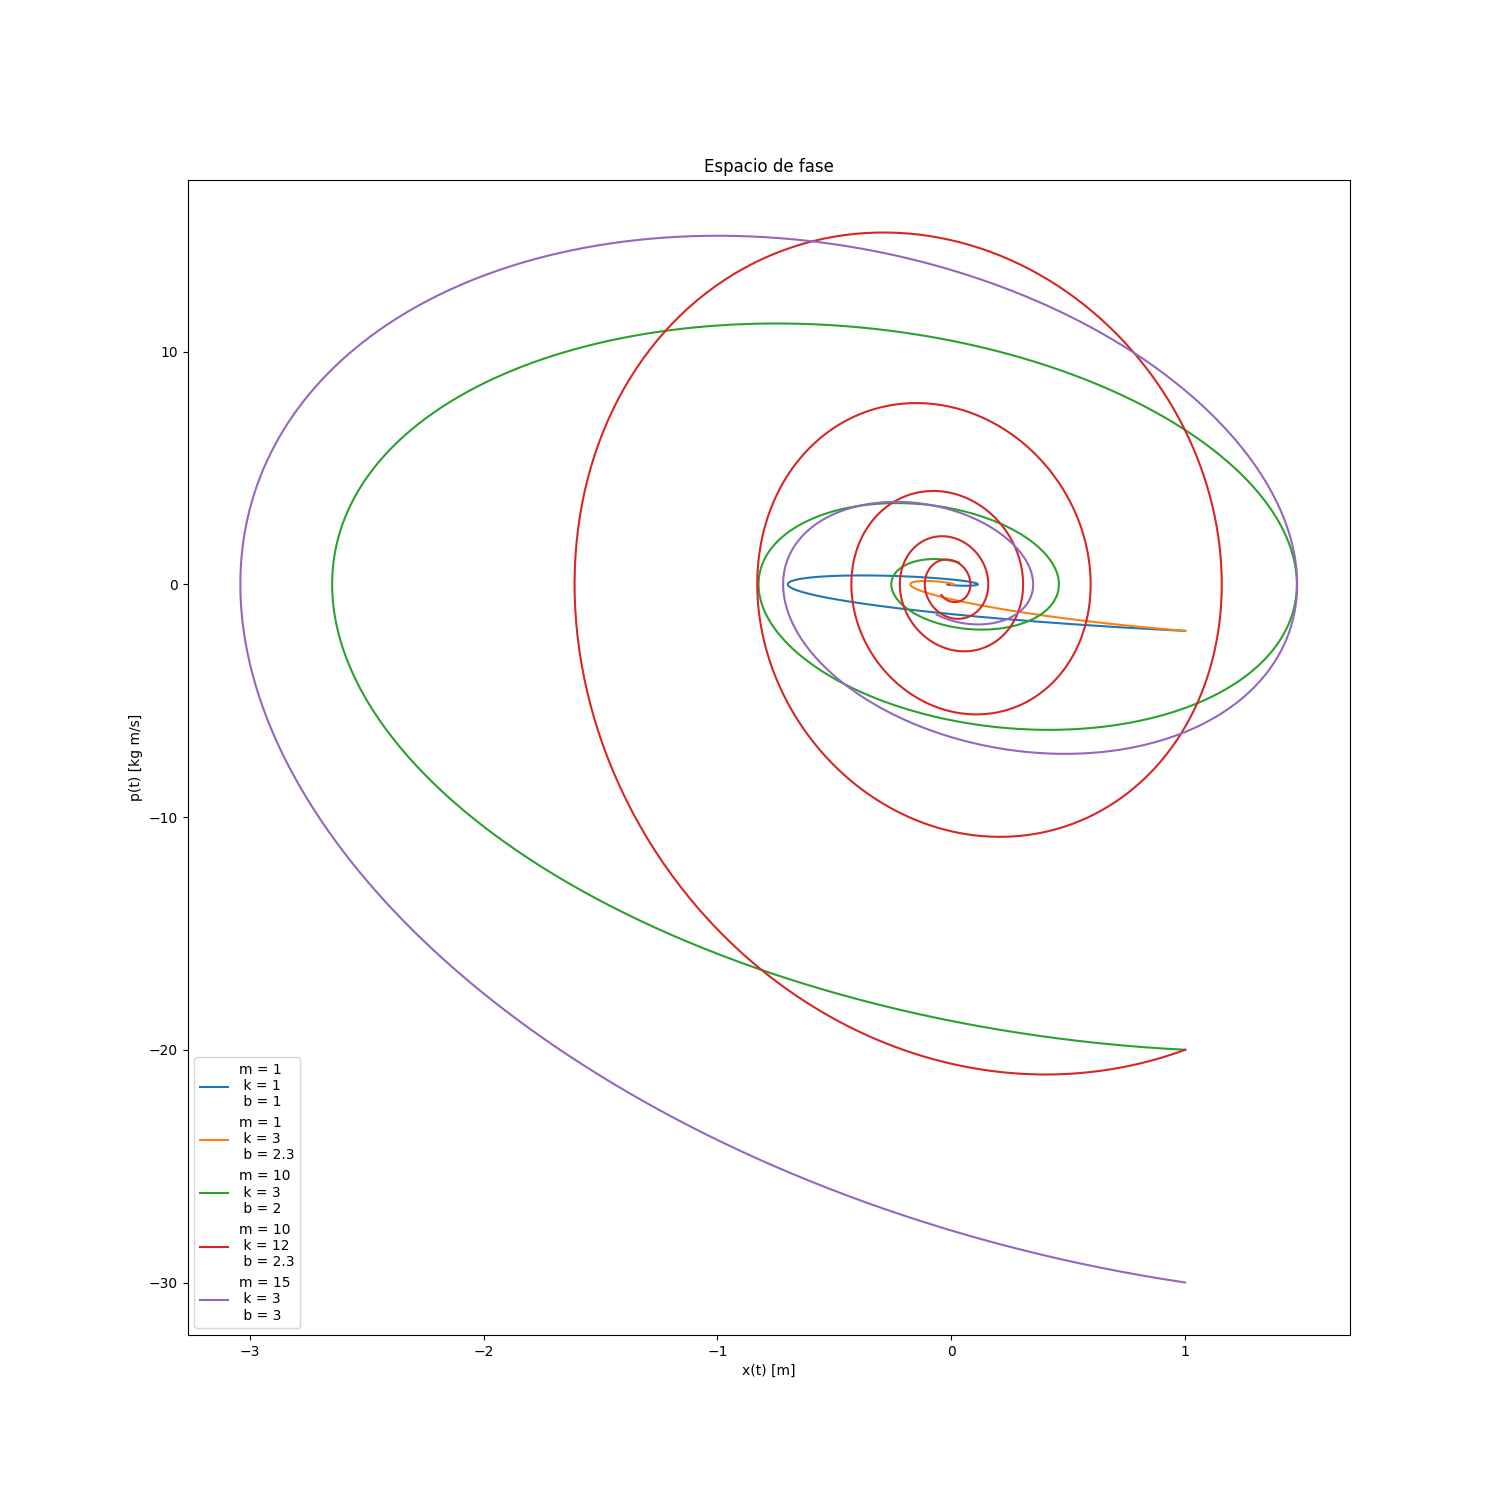 Espacio de fase
10
0
−10
−20
−30
p(t) [kg m/s]
m = 1
k = 1
b = 1
m = 1
k = 3
b = 2.3
m = 10
k = 3
b = 2
m = 10
k = 12
b = 2.3
m = 15
k = 3
b = 3
−3 −2 −1 0 1
x(t) [m]